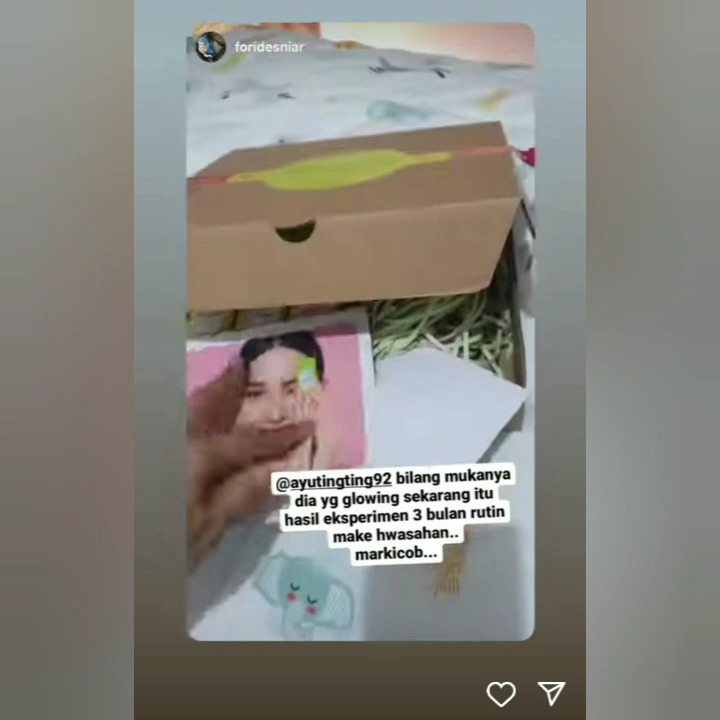 foridesniar
@ayutingting92 bilang mukanya
dia yg glowing sekarang itu
hasil eksperimen 3 bulan rutin
make hwasahan..
markicob...